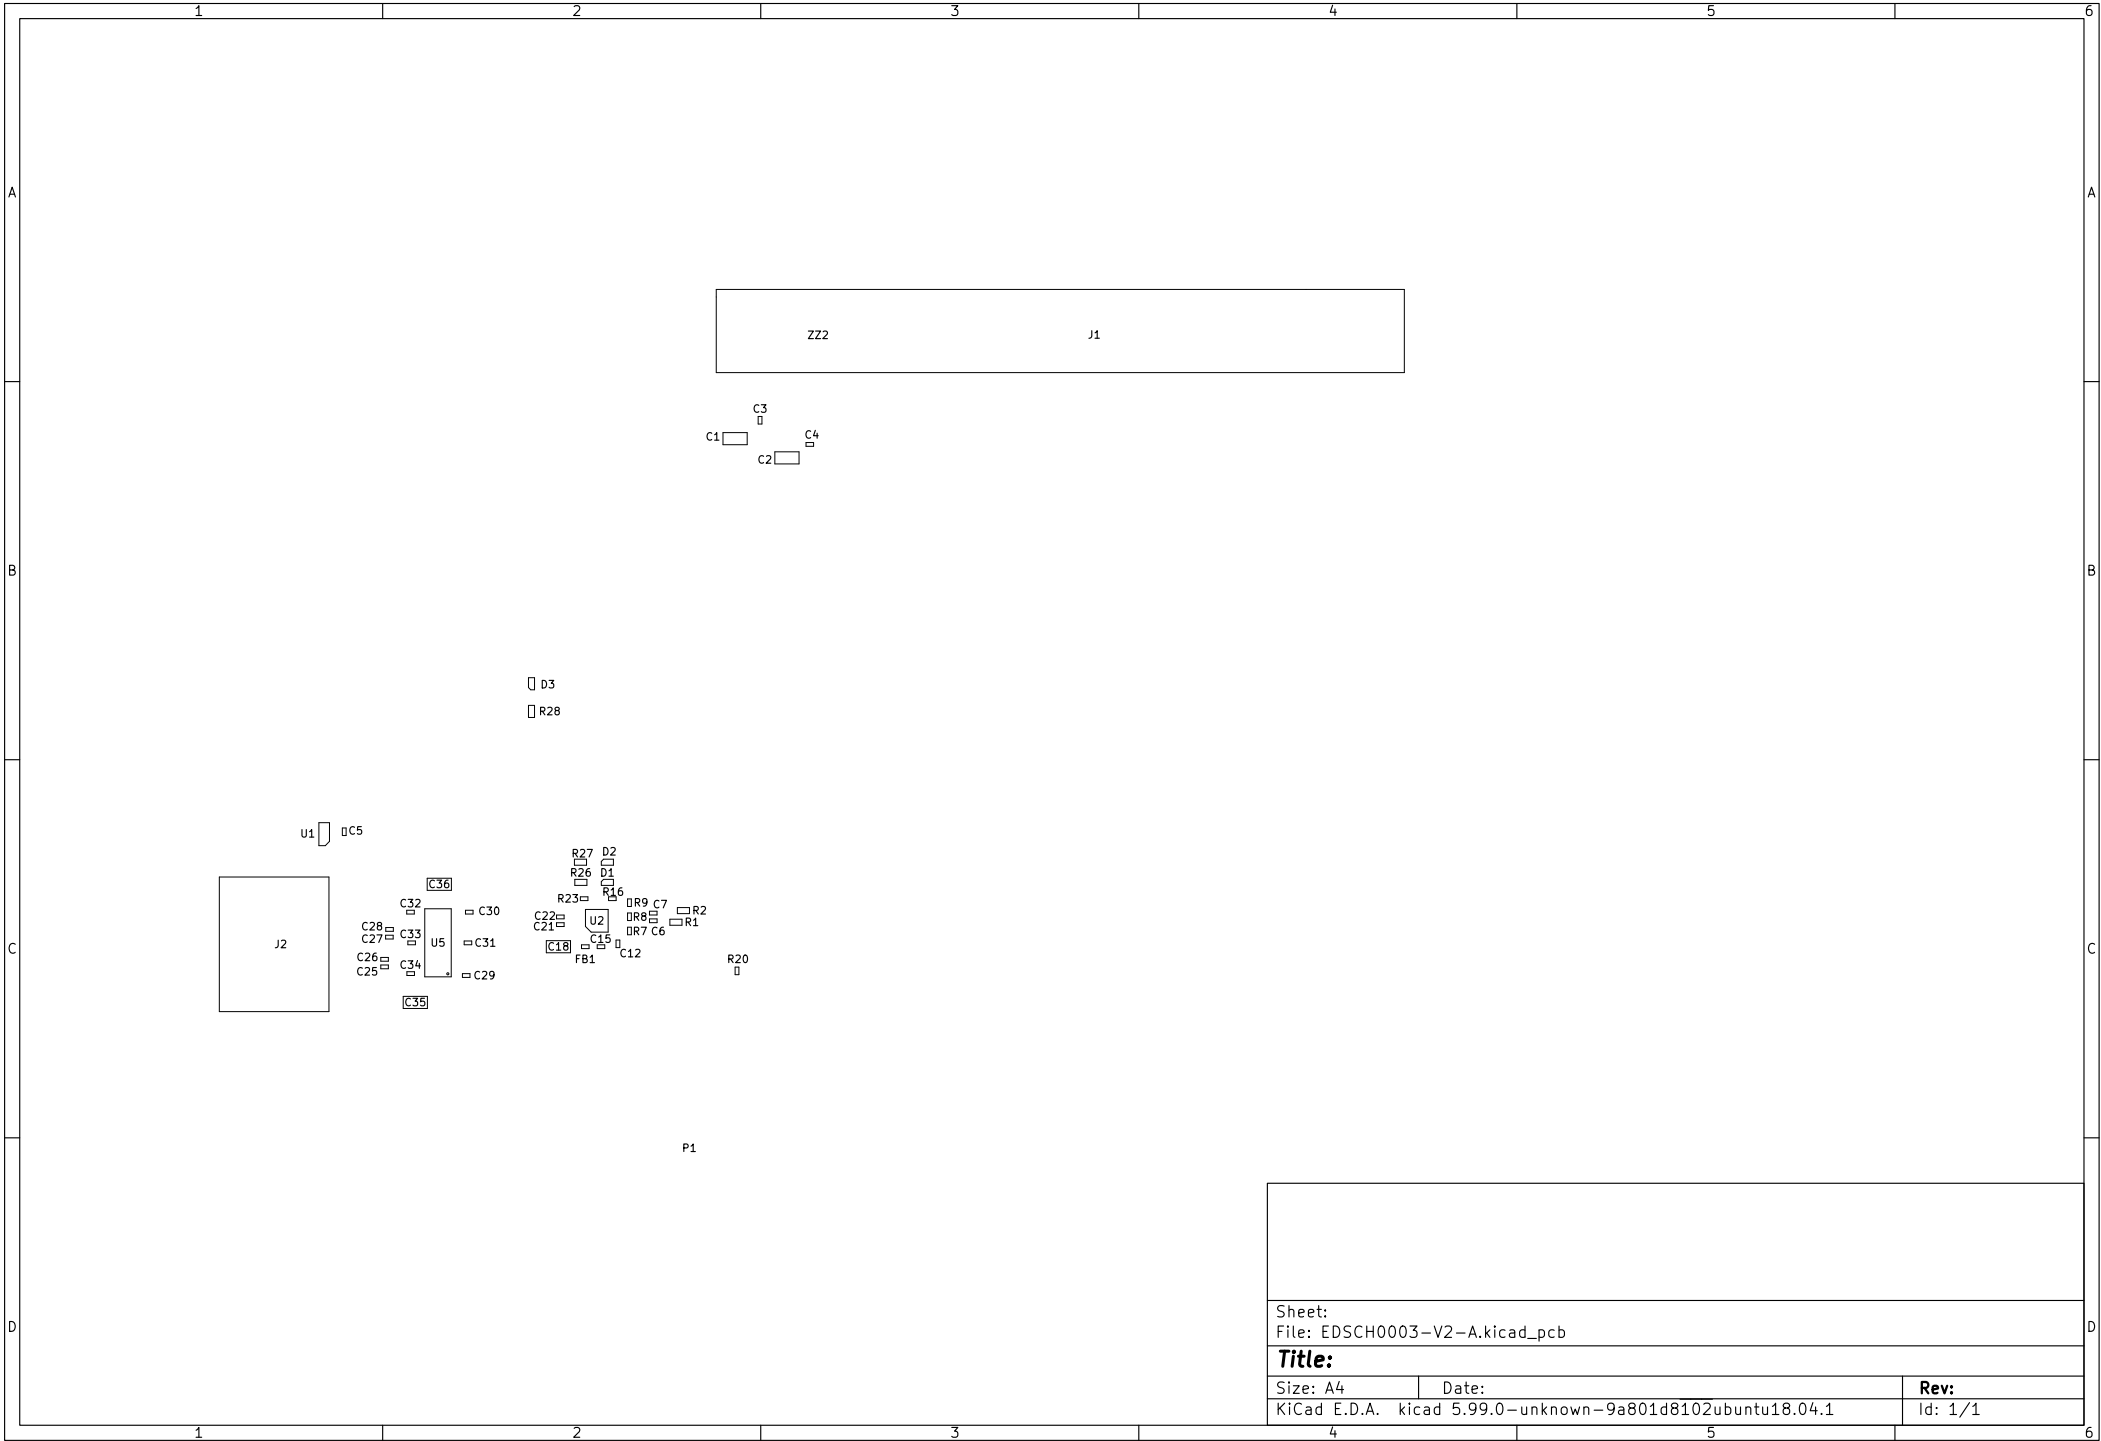 1 2 3 4 5 6
A A
ZZ2 J1
C3
C1 C4
C2
B B
D3
R28
U1 C5
R27 D2
R26 D1
C36
R23 R16
C32 C30 R9 C7 R2
C22 U2 R8 R1
C28 C21 R7 C6
C27 C33 U5 C31 C15
J2 C18 C12
C C
C26 C34 FB1 R20
C25 C29
C35
P1
Sheet:
File: EDSCH0003-V2-A.kicad_pcb
D D
Title:
Size: A4 Date: Rev:
KiCad E.D.A. kicad 5.99.0-unknown-9a801d8102ubuntu18.04.1 Id: 1/1
1 2 3 4 5 6